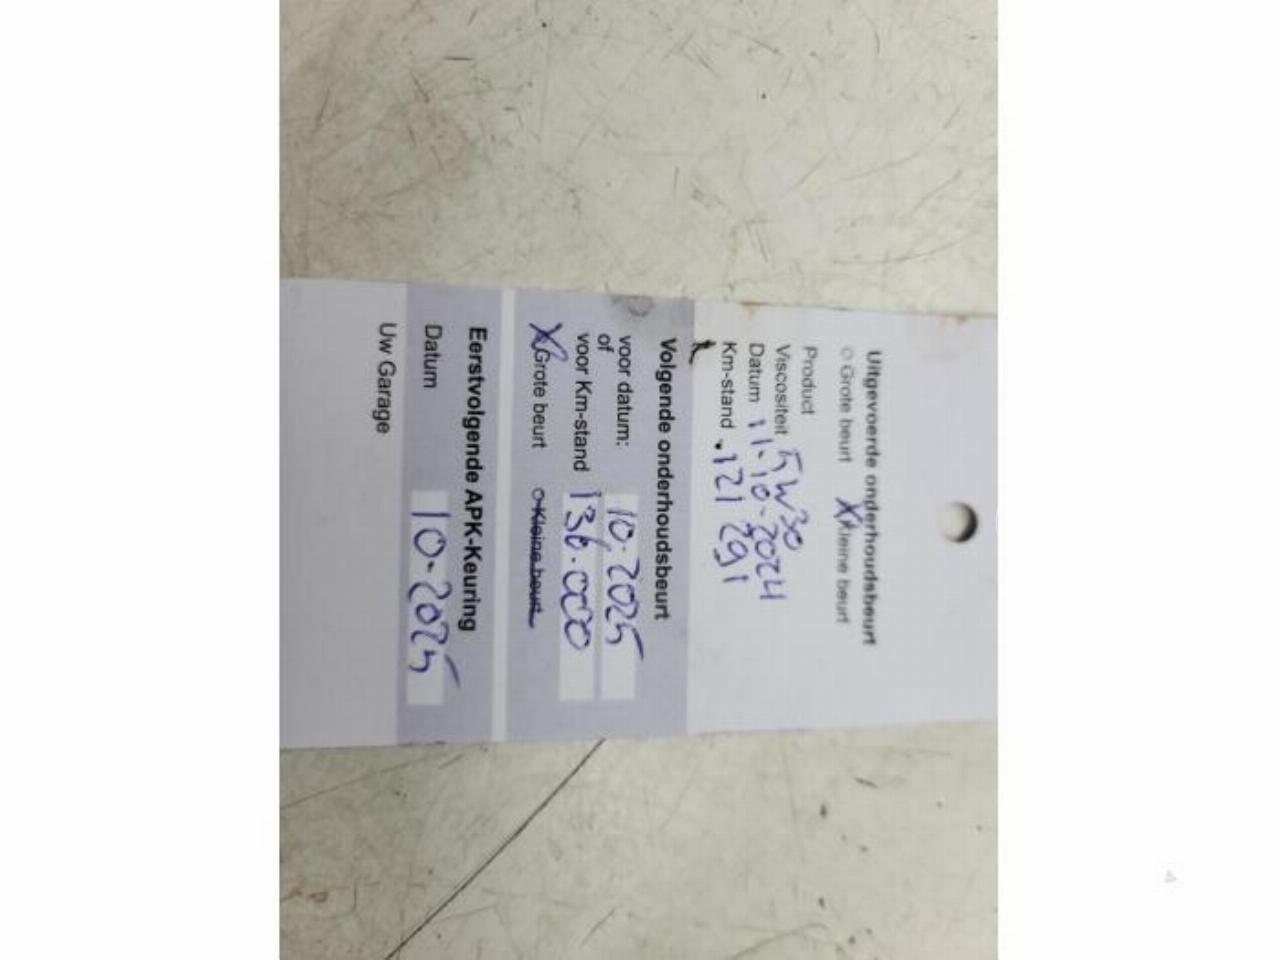 Uitgevoerde onderhoudsbeurt
o Grote beurt X Kleine beurt
Product
Viscositeit 5W30
Datum 11-10-2024
Km-stand 121 291
Volgende onderhoudsbeurt
voor datum: 10.2025
of
voor Km-stand 136.000
X Grote beurt o Kleine beurt
Eerstvolgende APK-Keuring
Datum 10-2025
Uw Garage